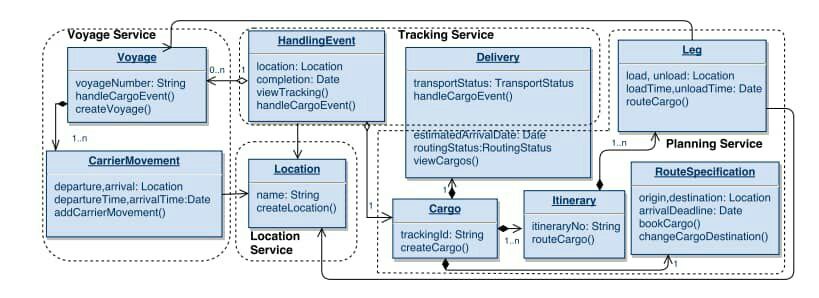 Voyage Service
Voyage
voyageNumber: String
handleCargoEvent()
createVoyage()
1..n
CarrierMovement
departure,arrival: Location
departureTime,arrivalTime:Date
addCarrierMovement()
0..n
1
HandlingEvent
location: Location
completion: Date
viewTracking()
handleCargoEvent()
Tracking Service
Delivery
transportStatus: TransportStatus
handleCargoEvent()
estimatedArrivalDate: Date
routingStatus:RoutingStatus
viewCargos()
Leg
load, unload: Location
loadTime,unloadTime: Date
routeCargo()
1..n
Planning Service
Location
name: String
createLocation()
Location
Service
1
1
Cargo
trackingId: String
createCargo()
1..n
Itinerary
itineraryNo: String
routeCargo()
RouteSpecification
origin,destination: Location
arrivalDeadline: Date
bookCargo()
changeCargoDestination()
1